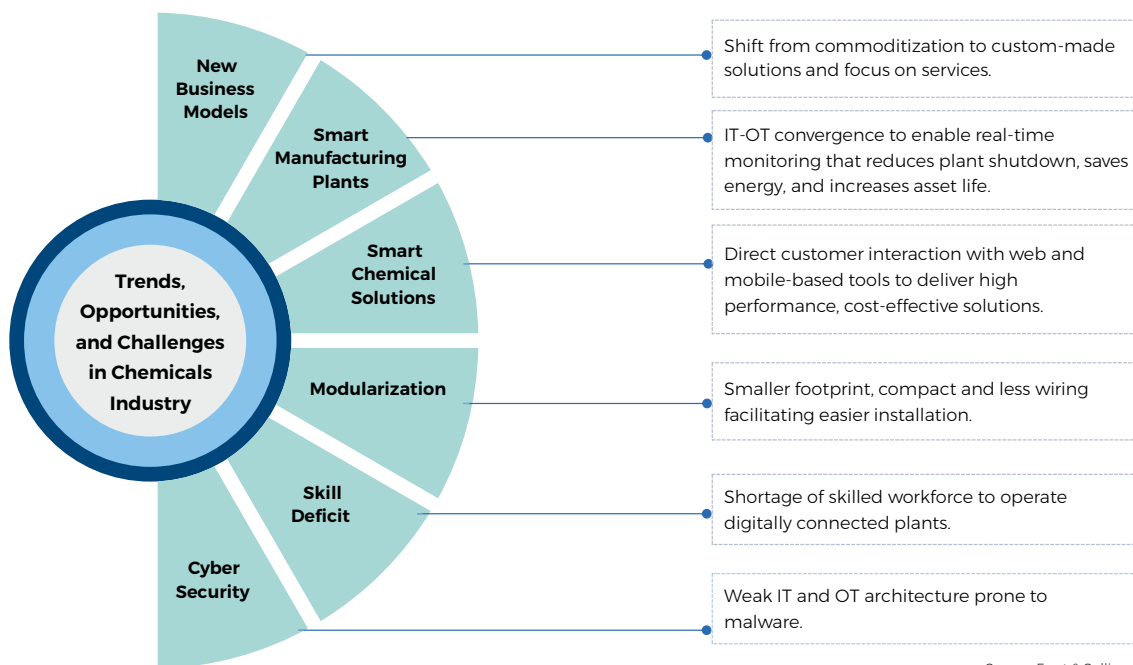 New
Business
Models
Shift from commoditization to custom-made
solutions and focus on services.
Smart
Manufacturing
Plants
IT-OT convergence to enable real-time
monitoring that reduces plant shutdown, saves
energy, and increases asset life.
Smart
Chemical
Solutions
Direct customer interaction with web and
mobile-based tools to deliver high
performance, cost-effective solutions.
Trends,
Opportunities,
and Challenges
in Chemicals
Industry
Modularization
Smaller footprint, compact and less wiring
facilitating easier installation.
Skill
Deficit
Shortage of skilled workforce to operate
digitally connected plants.
Cyber
Security
Weak IT and OT architecture prone to
malware.